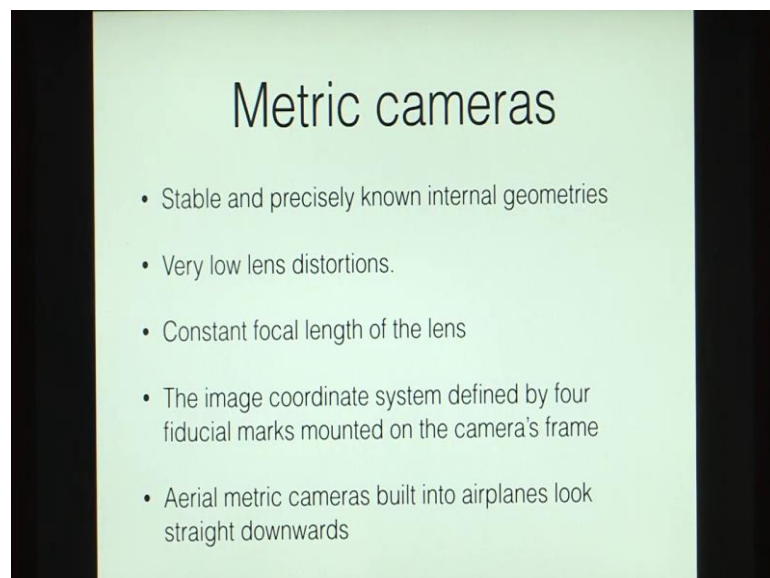 Metric cameras
• Stable and precisely known internal geometries
• Very low lens distortions.
• Constant focal length of the lens
• The image coordinate system defined by four
fiducial marks mounted on the camera's frame
• Aerial metric cameras built into airplanes look
straight downwards